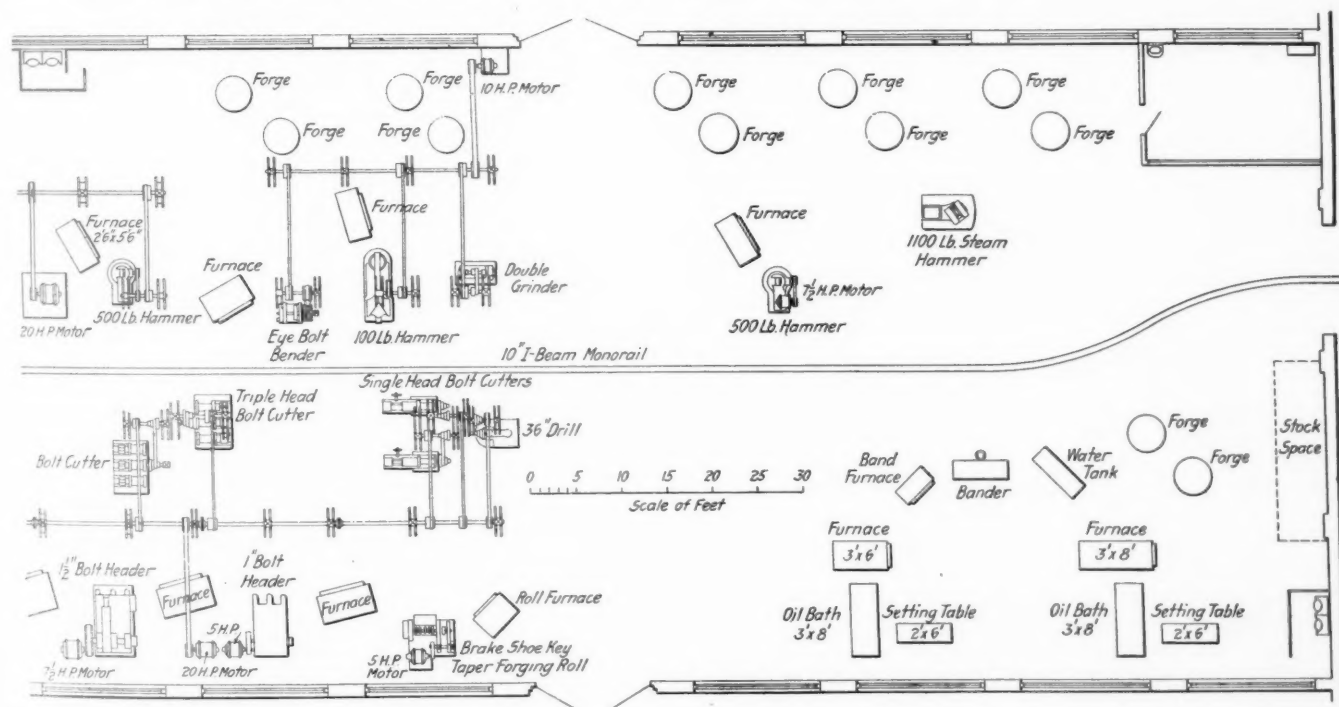 Forge
Forge
10 H.P. Motor
Forge
Forge
Forge
Forge
Forge
Forge
Forge
Forge
Furnace
2'6"x5'6"
20 H.P. Motor
500 Lb. Hammer
Furnace
Furnace
Eye Bolt
Bender
100 Lb. Hammer
Double
Grinder
Furnace
7½ H.P. Motor
500 Lb. Hammer
1100 Lb. Steam
Hammer
10" I-Beam Monorail
Triple Head
Bolt Cutter
Bolt Cutter
Single Head Bolt Cutters
36" Drill
0 5 10 15 20 25 30
Scale of Feet
Band
Furnace
Bander
Water
Tank
Forge
Forge
Stock
Space
1½" Bolt Header
7½ H.P. Motor
Furnace
1" Bolt
Header
5 H.P.
20 H.P. Motor
Furnace
Roll Furnace
5 H.P.
Motor
Brake Shoe Key
Taper Forging Roll
Furnace
3'x6'
Oil Bath
3'x8'
Setting Table
2'x6'
Furnace
3'x8'
Oil Bath
3'x8'
Setting Table
2'x6'